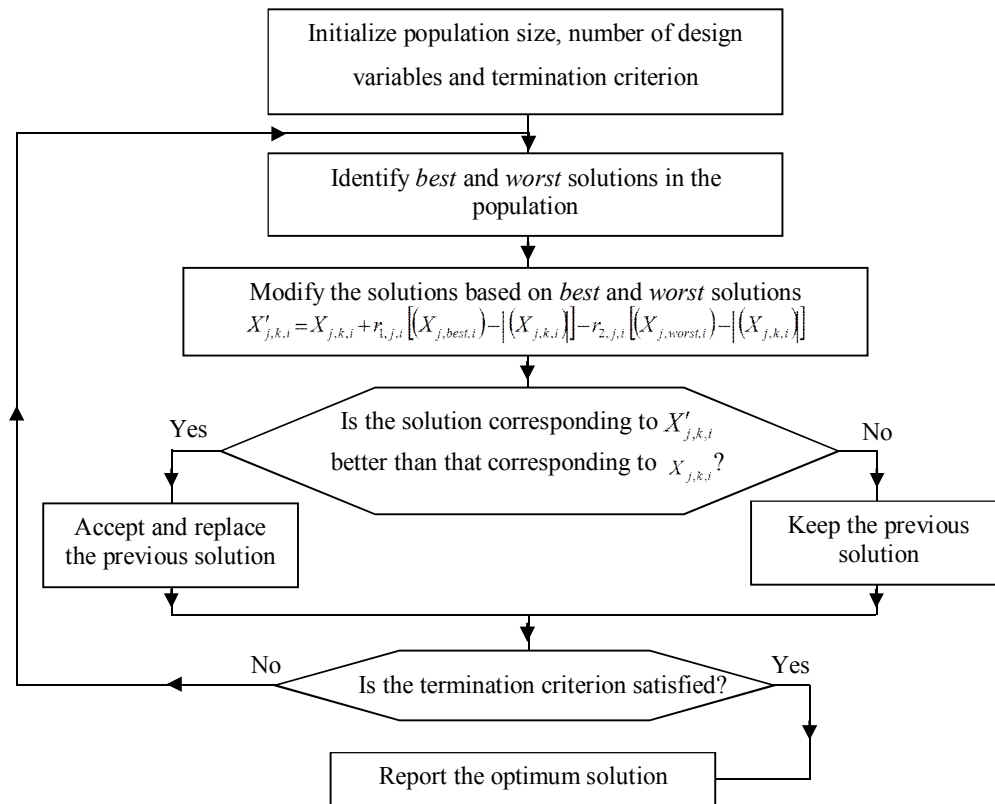 Initialize population size, number of design
variables and termination criterion
Identify best and worst solutions in the
population
Modify the solutions based on best and worst solutions
X'j,k,i = Xj,k,i + r1,j,i [(Xj,best,i) − |(Xj,k,i)|] − r2,j,i [(Xj,worst,i) − |(Xj,k,i)|]
Is the solution corresponding to X'j,k,i
better than that corresponding to Xj,k,i?
Yes
No
Accept and replace
the previous solution
Keep the previous
solution
No
Yes
Is the termination criterion satisfied?
Report the optimum solution